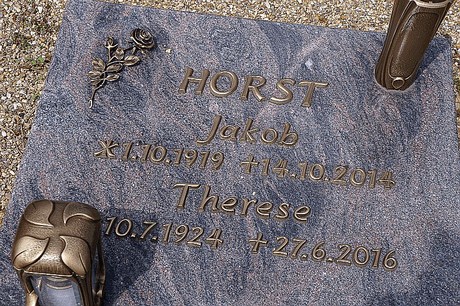 HORST
Jakob
*1.10.1919 +14.10.2014
Therese
10.7.1924 +27.6.2016